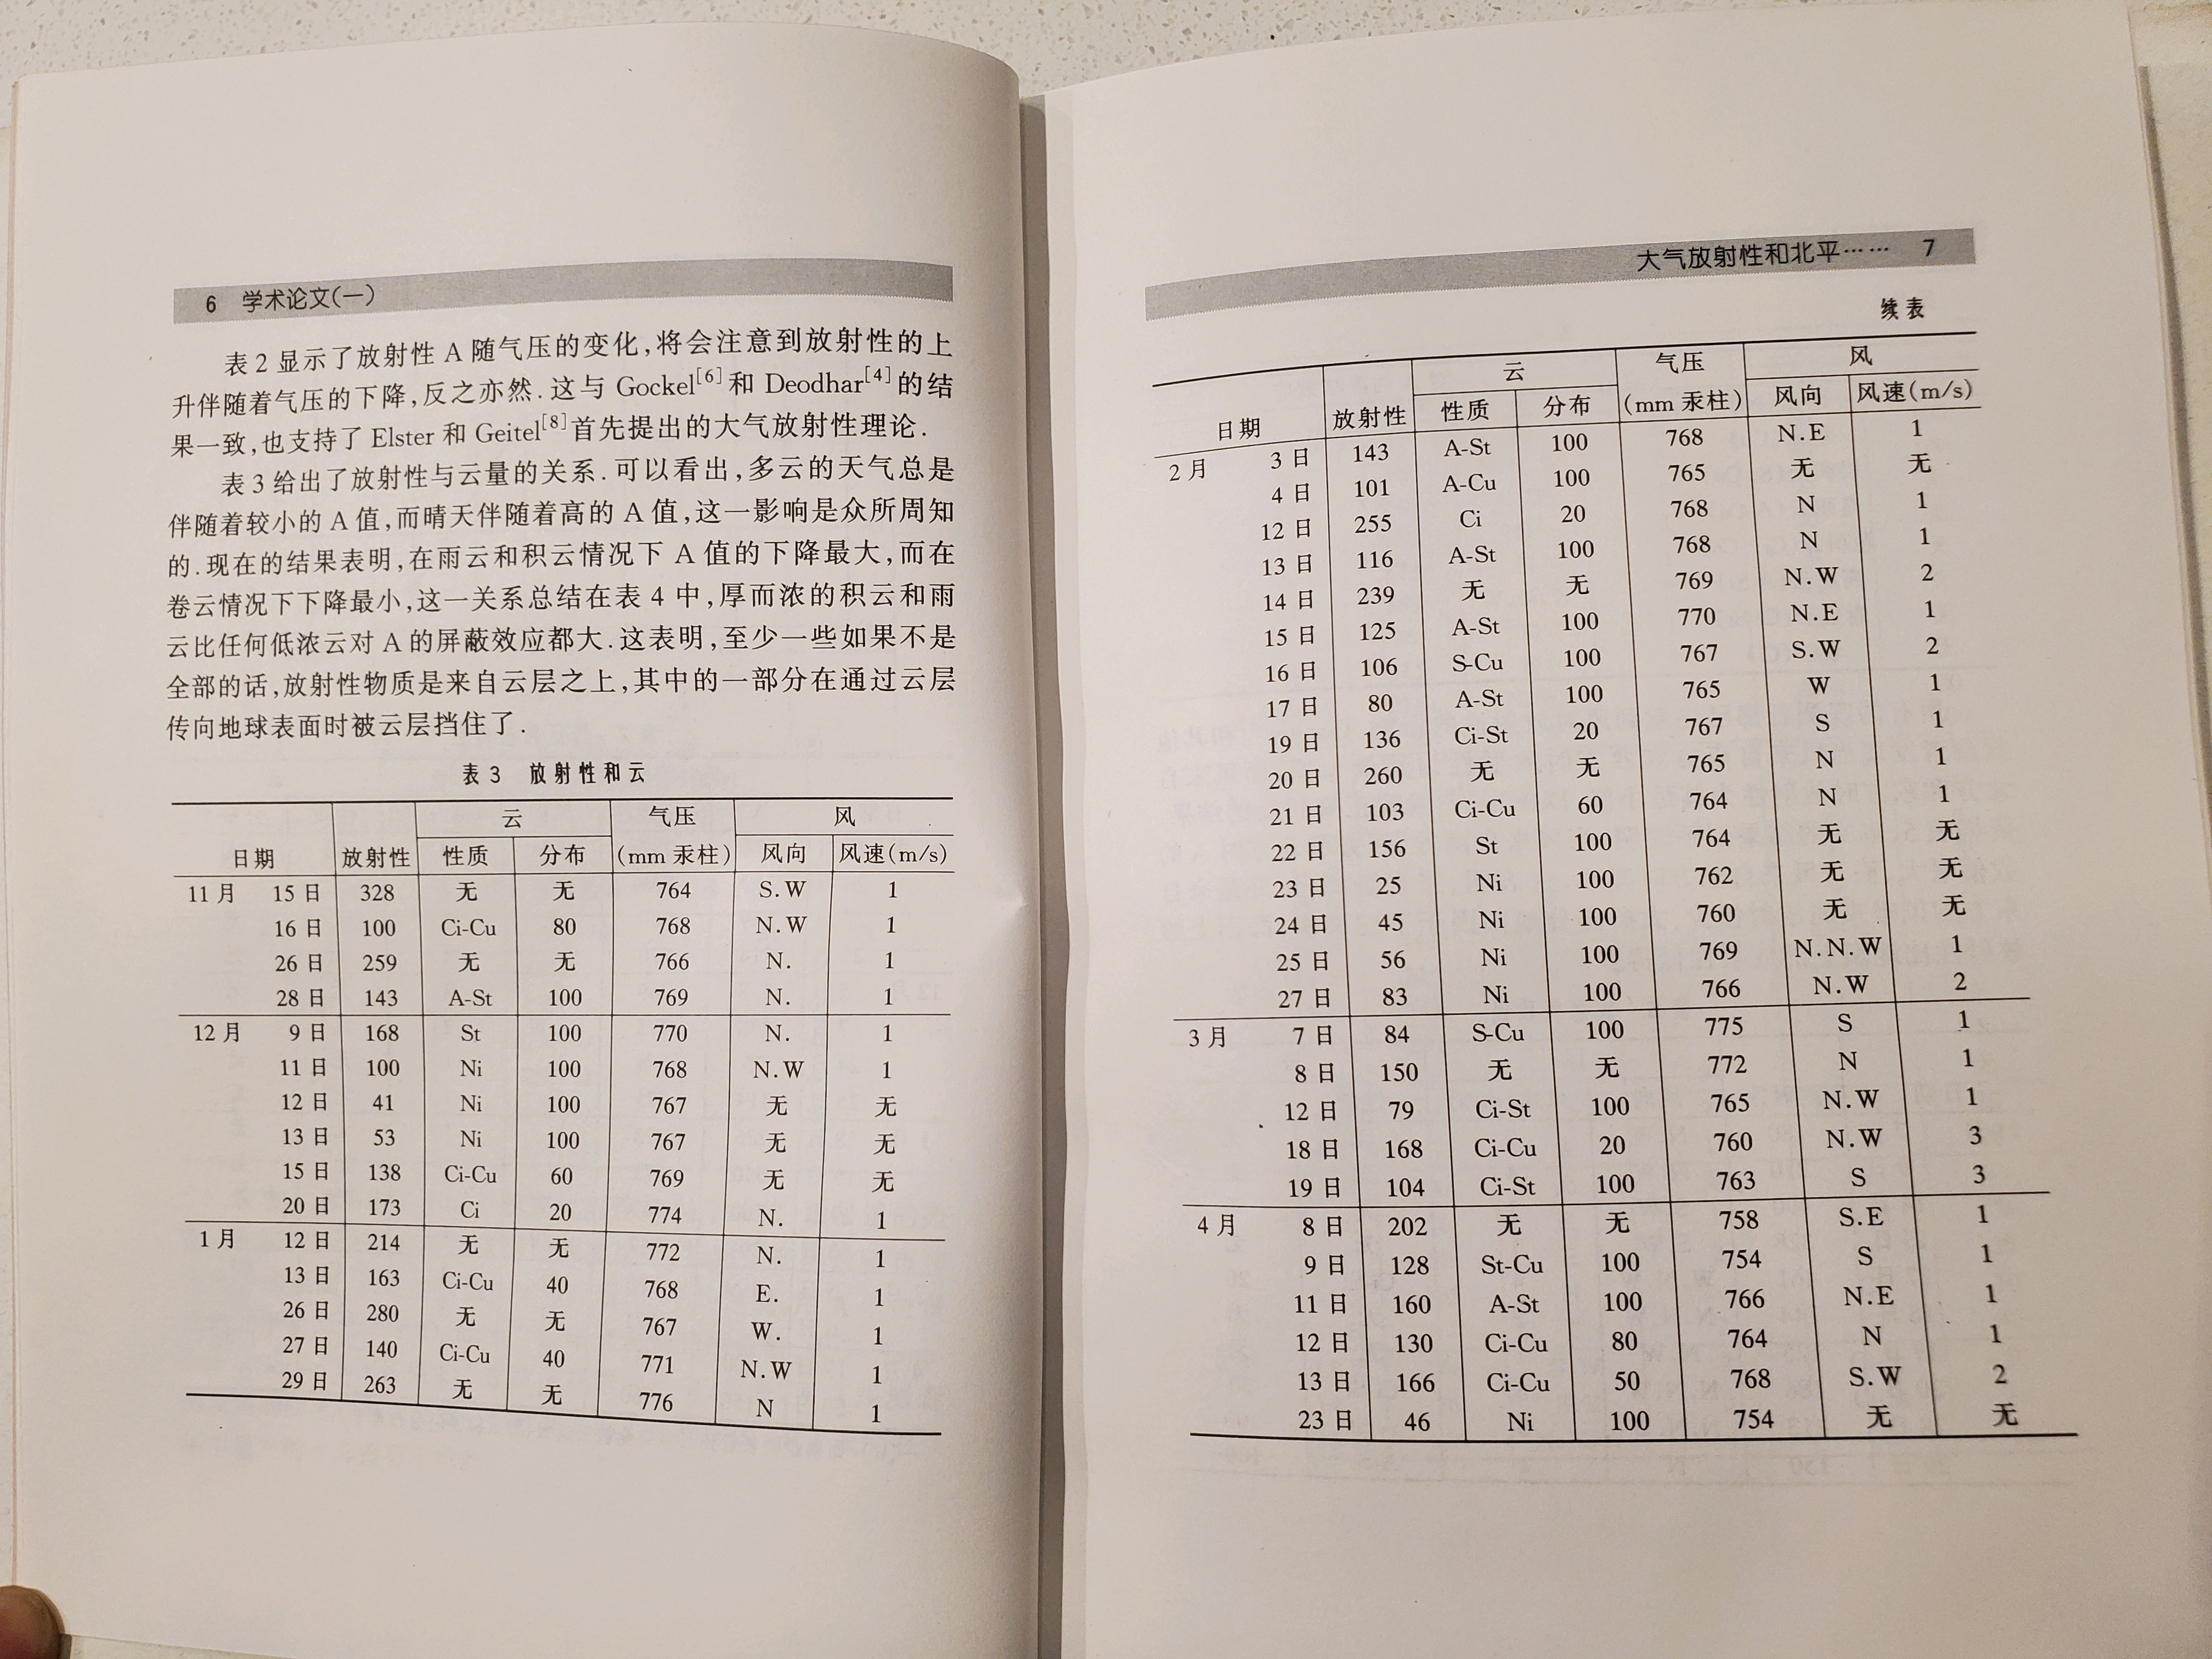 6 学术论文(一)
表2显示了放射性A随气压的变化,将会注意到放射性的上
升伴随着气压的下降,反之亦然.这与Gockel[6]和Deodhar[4]的结
果一致,也支持了Elster和Geitel[8]首先提出的大气放射性理论.
表3给出了放射性与云量的关系.可以看出,多云的天气总是
伴随着较小的A值,而晴天伴随着高的A值,这一影响是众所周知
的.现在的结果表明,在雨云和积云情况下A值的下降最大,而在
卷云情况下下降最小,这一关系总结在表4中,厚而浓的积云和雨
云比任何低浓云对A的屏蔽效应都大.这表明,至少一些如果不是
全部的话,放射性物质是来自云层之上,其中的一部分在通过云层
传向地球表面时被云层挡住了.
表3 放射性和云
云 气压 风
日期 放射性 性质 分布 (mm汞柱) 风向 风速(m/s)
11月 15日 328 无 无 764 S.W 1
16日 100 Ci-Cu 80 768 N.W 1
26日 259 无 无 766 N. 1
28日 143 A-St 100 769 N. 1
12月 9日 168 St 100 770 N. 1
11日 100 Ni 100 768 N.W 1
12日 41 Ni 100 767 无 无
13日 53 Ni 100 767 无 无
15日 138 Ci-Cu 60 769 无 无
20日 173 Ci 20 774 N. 1
1月 12日 214 无 无 772 N. 1
13日 163 Ci-Cu 40 768 E. 1
26日 280 无 无 767 W. 1
27日 140 Ci-Cu 40 771 N.W 1
29日 263 无 无 776 N 1
大气放射性和北平…… 7
续表
云 气压 风
日期 放射性 性质 分布 (mm汞柱) 风向 风速(m/s)
2月 3日 143 A-St 100 768 N.E 1
4日 101 A-Cu 100 765 无 无
12日 255 Ci 20 768 N 1
13日 116 A-St 100 768 N 1
14日 239 无 无 769 N.W 2
15日 125 A-St 100 770 N.E 1
16日 106 S-Cu 100 767 S.W 2
17日 80 A-St 100 765 W 1
19日 136 Ci-St 20 767 S 1
20日 260 无 无 765 N 1
21日 103 Ci-Cu 60 764 N 1
22日 156 St 100 764 无 无
23日 25 Ni 100 762 无 无
24日 45 Ni 100 760 无 无
25日 56 Ni 100 769 N.N.W 1
27日 83 Ni 100 766 N.W 2
3月 7日 84 S-Cu 100 775 S 1
8日 150 无 无 772 N 1
12日 79 Ci-St 100 765 N.W 1
18日 168 Ci-Cu 20 760 N.W 3
19日 104 Ci-St 100 763 S 3
4月 8日 202 无 无 758 S.E 1
9日 128 St-Cu 100 754 S 1
11日 160 A-St 100 766 N.E 1
12日 130 Ci-Cu 80 764 N 1
13日 166 Ci-Cu 50 768 S.W 2
23日 46 Ni 100 754 无 无